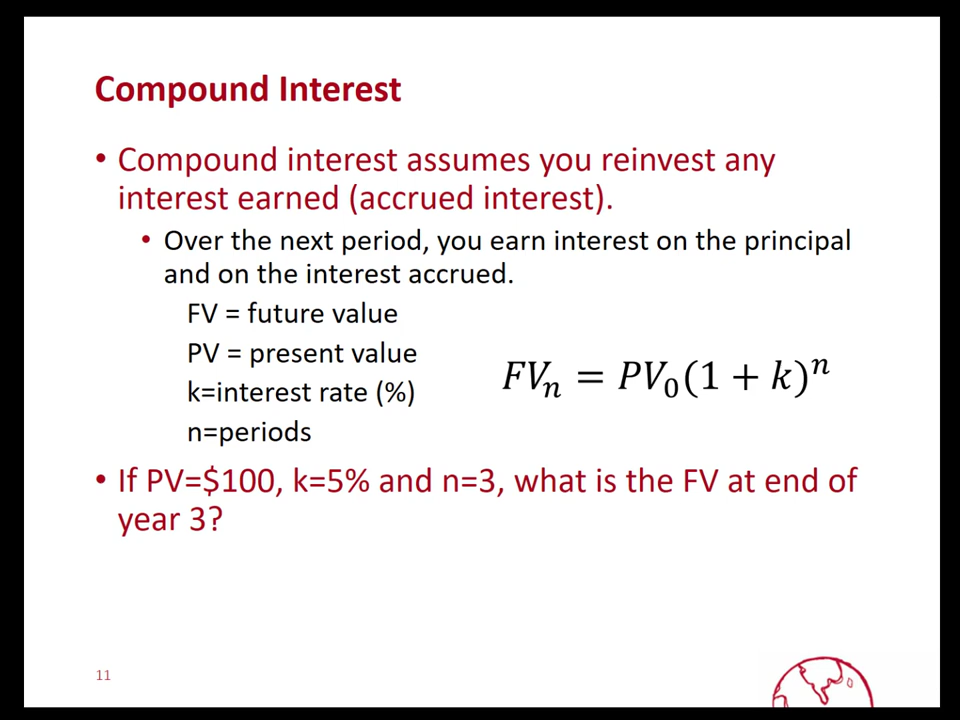 Compound Interest
• Compound interest assumes you reinvest any
interest earned (accrued interest).
• Over the next period, you earn interest on the principal
and on the interest accrued.
FV = future value
PV = present value
k=interest rate (%)
n=periods
𝐹𝑉ₙ = 𝑃𝑉₀(1 + 𝑘)ⁿ
• If PV=$100, k=5% and n=3, what is the FV at end of
year 3?
11